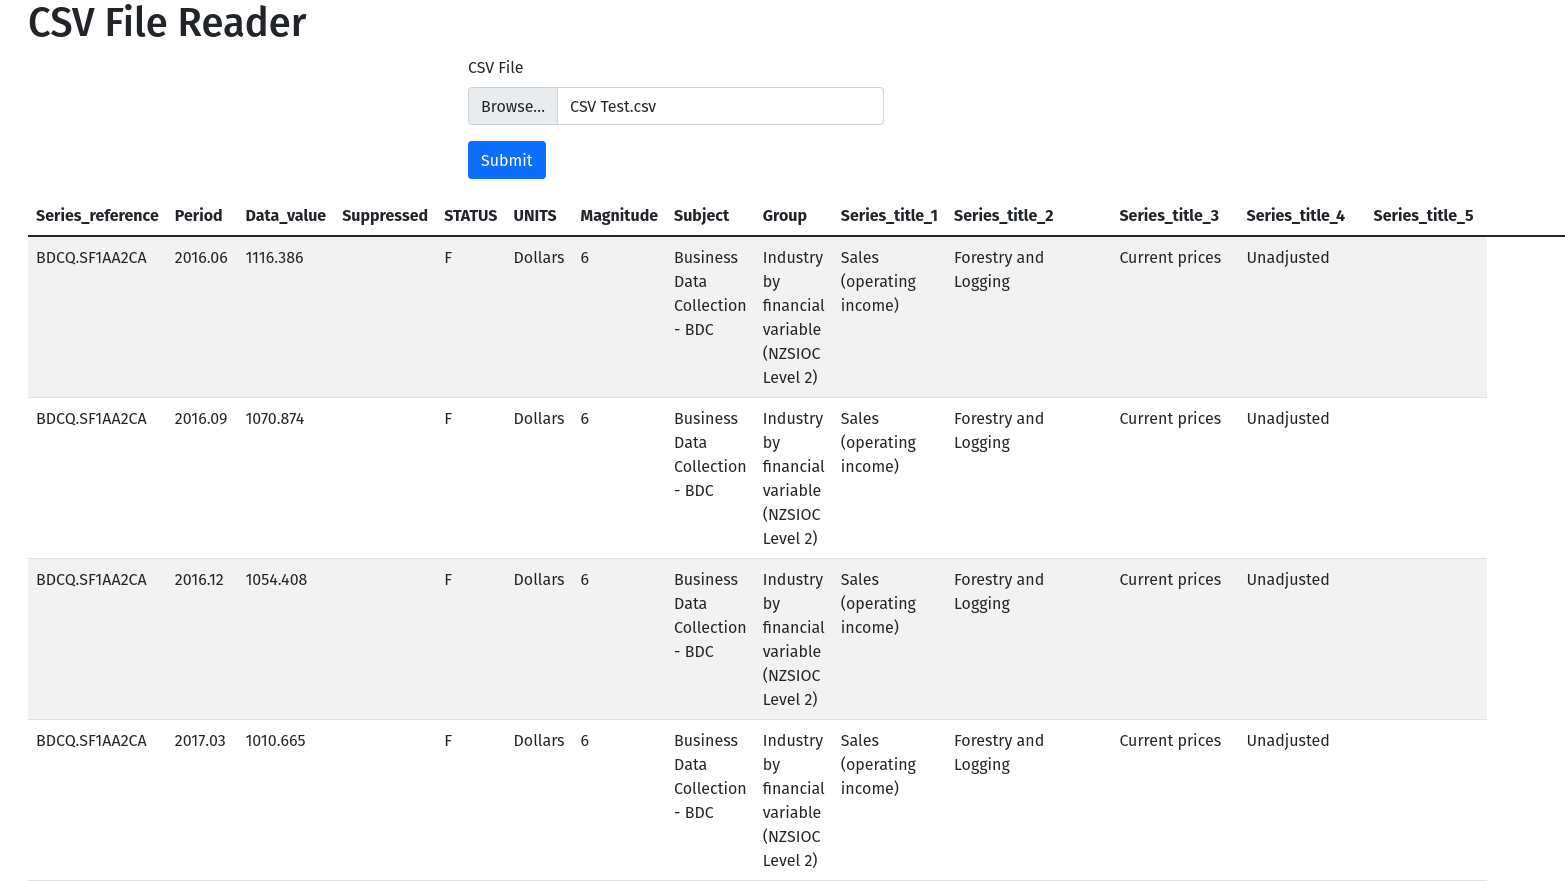 CSV File Reader
CSV File
Browse... CSV Test.csv
Submit
Series_reference Period Data_value Suppressed STATUS UNITS Magnitude Subject Group Series_title_1 Series_title_2 Series_title_3 Series_title_4 Series_title_5
BDCQ.SF1AA2CA 2016.06 1116.386 F Dollars 6 Business Industry Sales Forestry and Current prices Unadjusted
Data by (operating Logging
Collection financial income)
- BDC variable
(NZSIOC
Level 2)
BDCQ.SF1AA2CA 2016.09 1070.874 F Dollars 6 Business Industry Sales Forestry and Current prices Unadjusted
Data by (operating Logging
Collection financial income)
- BDC variable
(NZSIOC
Level 2)
BDCQ.SF1AA2CA 2016.12 1054.408 F Dollars 6 Business Industry Sales Forestry and Current prices Unadjusted
Data by (operating Logging
Collection financial income)
- BDC variable
(NZSIOC
Level 2)
BDCQ.SF1AA2CA 2017.03 1010.665 F Dollars 6 Business Industry Sales Forestry and Current prices Unadjusted
Data by (operating Logging
Collection financial income)
- BDC variable
(NZSIOC
Level 2)